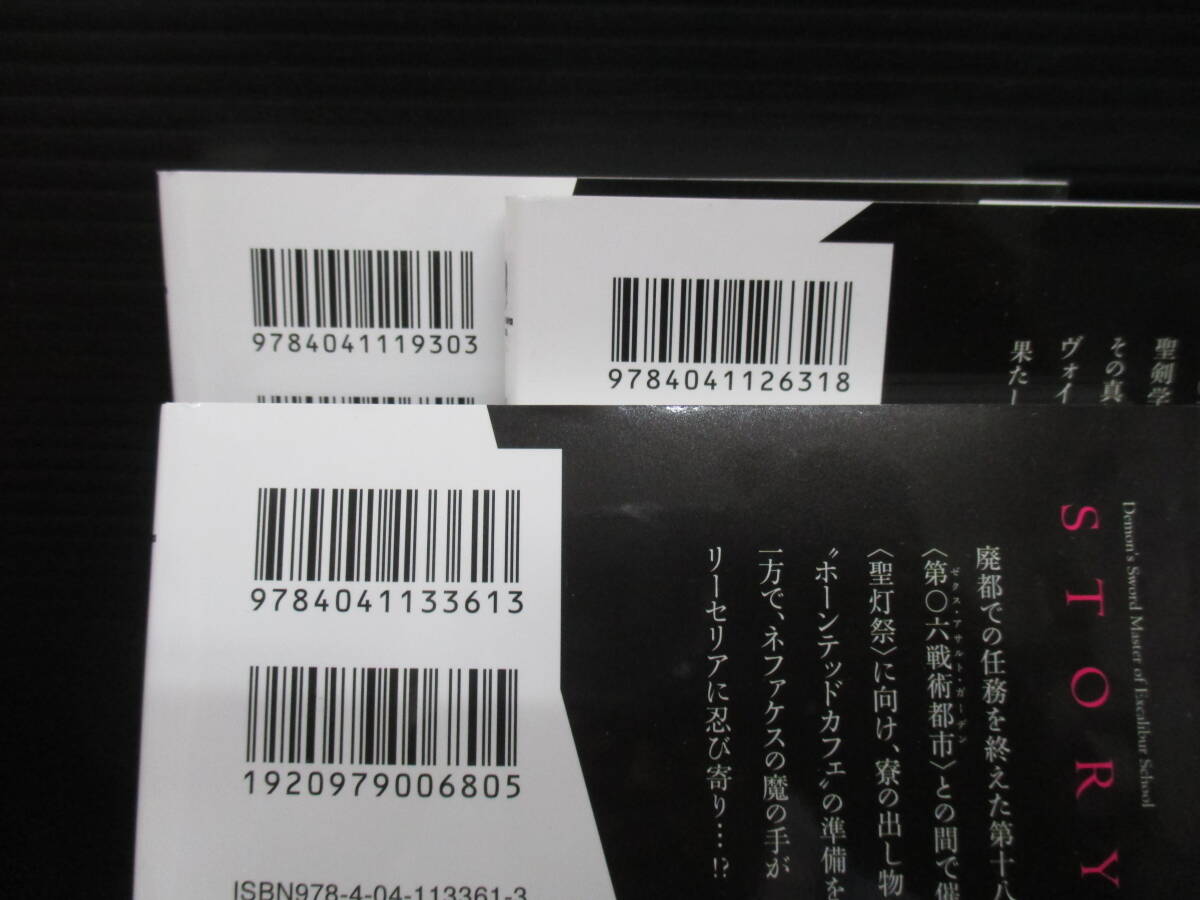 9784041119303
9784041126318
聖剣学
その真
ヴォイ
果たー
9784041133613
1920979006805
ISBN978-4-04-113361-3
Demon's Sword Master of Excalibur School
STORY
廃都での任務を終えた第十八
ゼクス・アサルト・ガーデン
〈第〇六戦術都市〉との間で催
〈聖灯祭〉に向け、寮の出し物
〝ホーンテッドカフェ〟の準備を
一方で、ネファケスの魔の手が
リーセリアに忍び寄り…!?